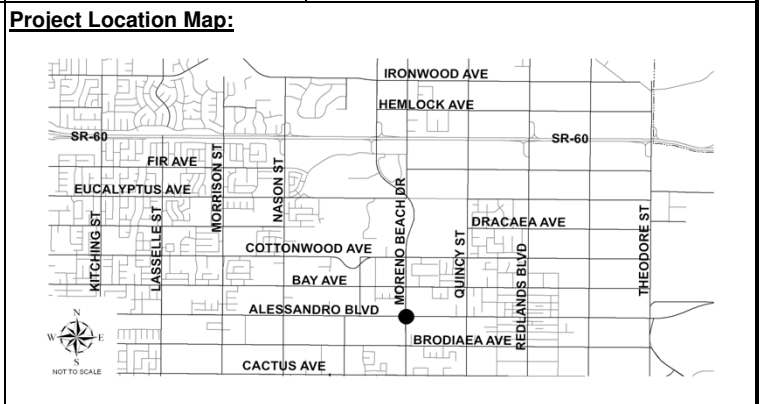 Project Location Map:
IRONWOOD AVE
HEMLOCK AVE
SR-60
SR-60
FIR AVE
MORRISON ST
NASON ST
EUCALYPTUS AVE
MORENO BEACH DR
KITCHING ST
LASSELLE ST
DRACAEA AVE
QUINCY ST
REDLANDS BLVD
THEODORE ST
COTTONWOOD AVE
BAY AVE
ALESSANDRO BLVD
BRODIAEA AVE
CACTUS AVE
N
W E
S
NOT TO SCALE